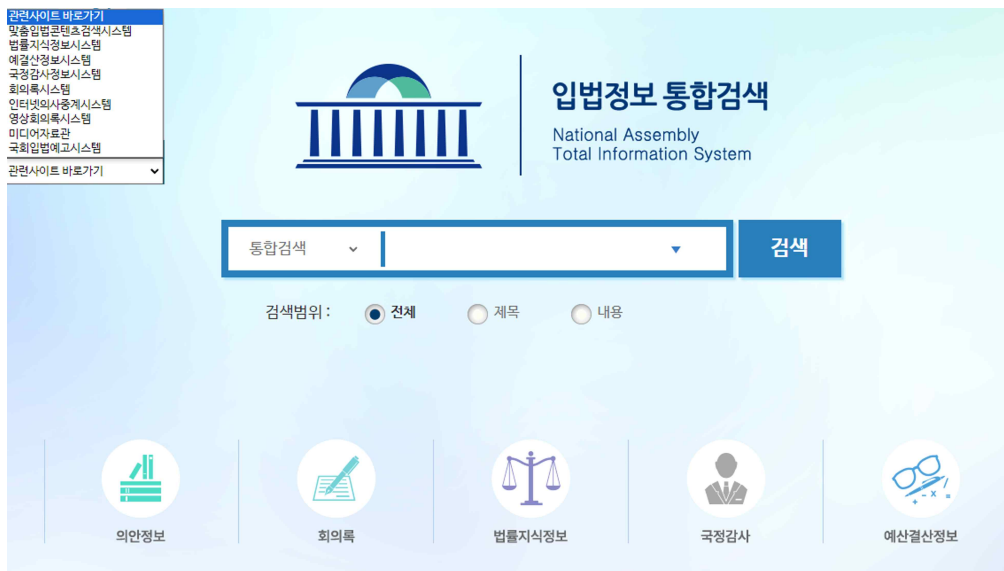 관련사이트 바로가기
맞춤입법콘텐츠검색시스템
법률지식정보시스템
예결산정보시스템
국정감사정보시스템
회의록시스템
인터넷의사중계시스템
영상회의록시스템
미디어자료관
국회입법예고시스템
관련사이트 바로가기
입법정보 통합검색
National Assembly
Total Information System
통합검색
검색
검색범위 : 전체 제목 내용
의안정보 회의록 법률지식정보 국정감사 예산결산정보